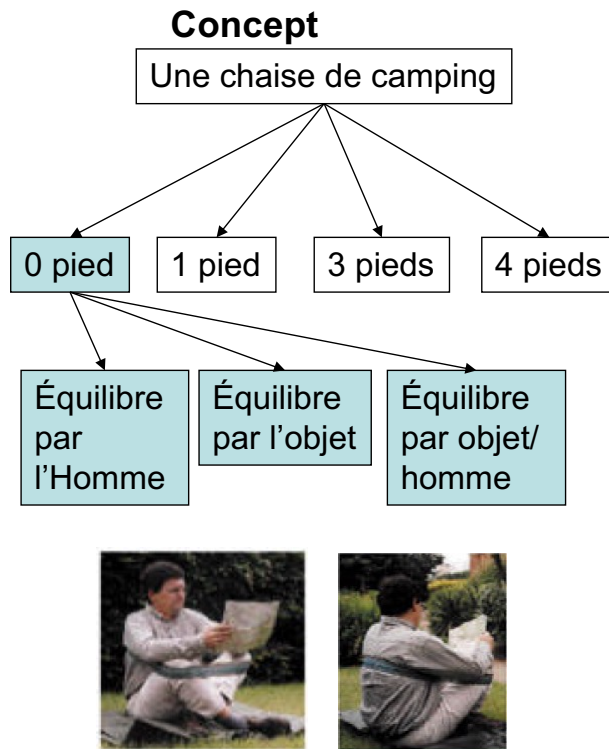 Concept
Une chaise de camping
0 pied
1 pied
3 pieds
4 pieds
Équilibre
par
l’Homme
Équilibre
par l’objet
Équilibre
par objet/
homme